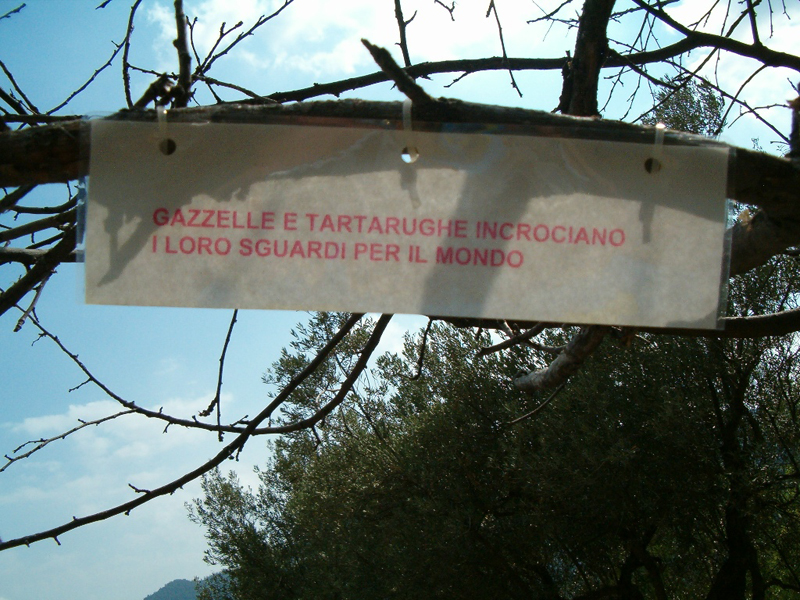 GAZZELLE E TARTARUGHE INCROCIANO
I LORO SGUARDI PER IL MONDO